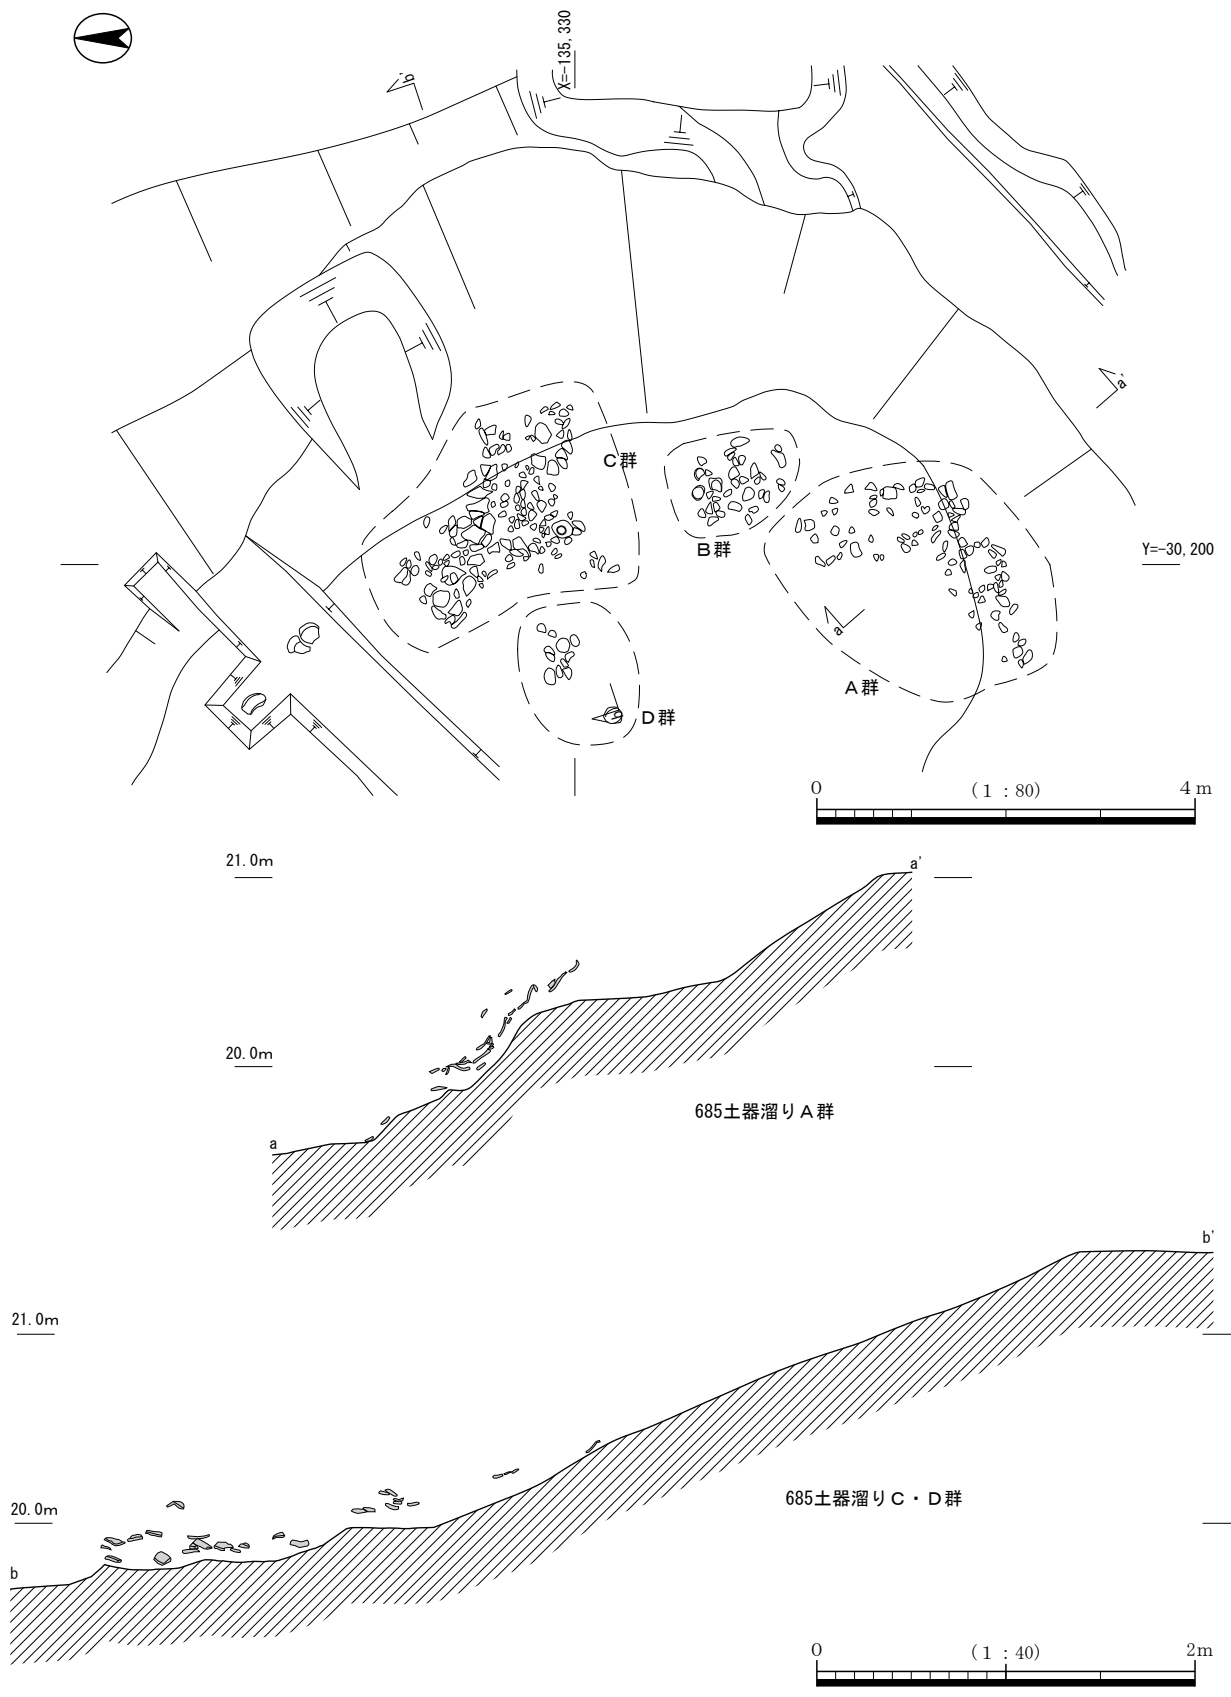 X=-135,330
b'
a'
C群
B群
Y=-30,200
a
A群
b
D群
0 (1:80) 4m
21.0m
a'
20.0m
685土器溜りA群
a
b'
21.0m
685土器溜りC・D群
20.0m
b
0 (1:40) 2m